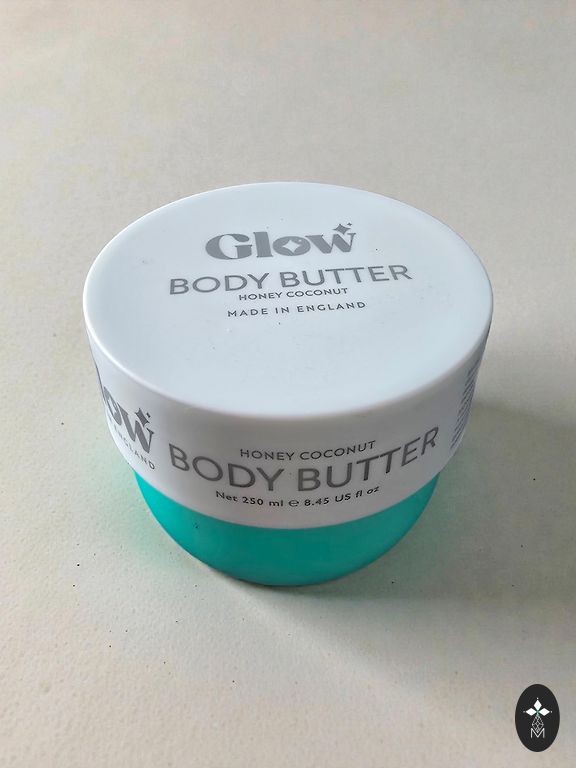 Glow
BODY BUTTER
HONEY COCONUT
MADE IN ENGLAND
HONEY COCONUT
BODY BUTTER
Net 250 ml ℮ 8.45 US fl oz